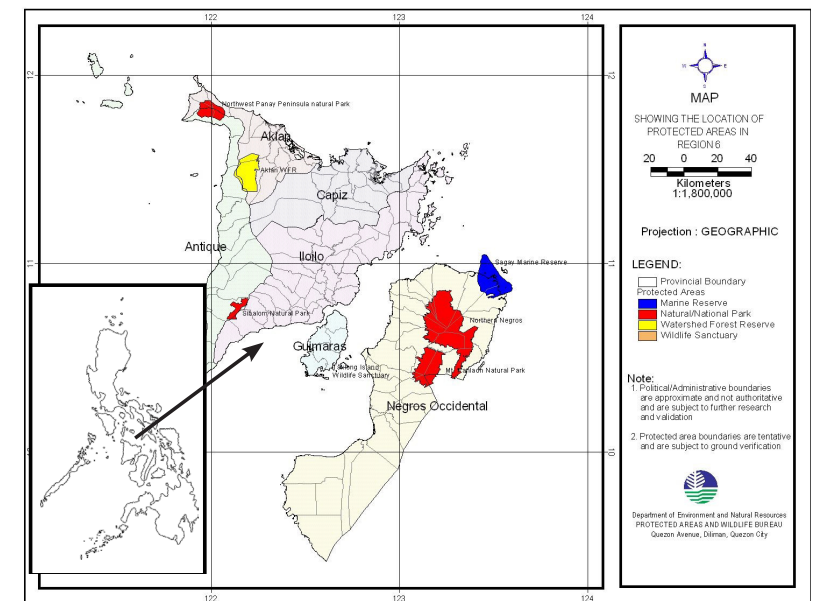 122
123
124
12
12
Northwest Panay Peninsula natural Park
Aklan
Aklan WFR
Capiz
Antique
Iloilo
11
Sagay Marine Reserve
Sibalom Natural Park
Northern Negros
Guimaras
Island
Wildlife Sanctuary
Mt. Canlaon Natural Park
Negros Occidental
10
122
123
124
N
W
E
S
MAP
SHOWING THE LOCATION OF
PROTECTED AREAS IN
REGION 6
20 0 20 40
Kilometers
1:1,800,000
Projection : GEOGRAPHIC
LEGEND:
Provincial Boundary
Protected Areas
Marine Reserve
Natural/National Park
Watershed Forest Reserve
Wildlife Sanctuary
Note:
1. Political/Administrative boundaries
are approximate and not authoritative
and are subject to further research
and validation
2. Protected area boundaries are tentative
and are subject to ground verification
Department of Environment and Natural Resources
PROTECTED AREAS AND WILDLIFE BUREAU
Quezon Avenue, Diliman, Quezon City